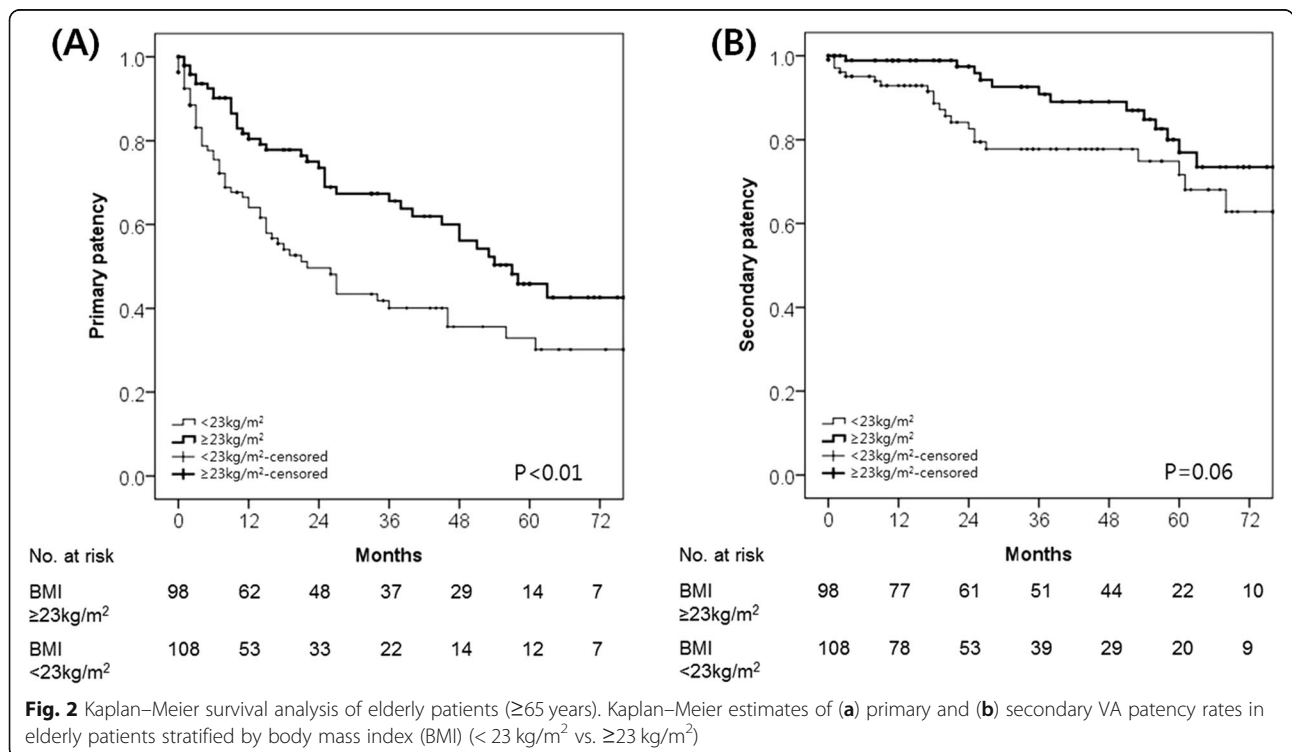 (A)
Primary patency
1.0
0.8
0.6
0.4
0.2
0.0
<23kg/m²
≥23kg/m²
<23kg/m²-censored
≥23kg/m²-censored
P<0.01
0 12 24 36 48 60 72
Months
No. at risk
BMI ≥23kg/m² 98 62 48 37 29 14 7
BMI <23kg/m² 108 53 33 22 14 12 7
(B)
Secondary patency
1.0
0.8
0.6
0.4
0.2
0.0
<23kg/m²
≥23kg/m²
<23kg/m²-censored
≥23kg/m²-censored
P=0.06
0 12 24 36 48 60 72
Months
No. at risk
BMI ≥23kg/m² 98 77 61 51 44 22 10
BMI <23kg/m² 108 78 53 39 29 20 9
Fig. 2 Kaplan–Meier survival analysis of elderly patients (≥65 years). Kaplan–Meier estimates of (a) primary and (b) secondary VA patency rates in
elderly patients stratified by body mass index (BMI) (< 23 kg/m² vs. ≥23 kg/m²)